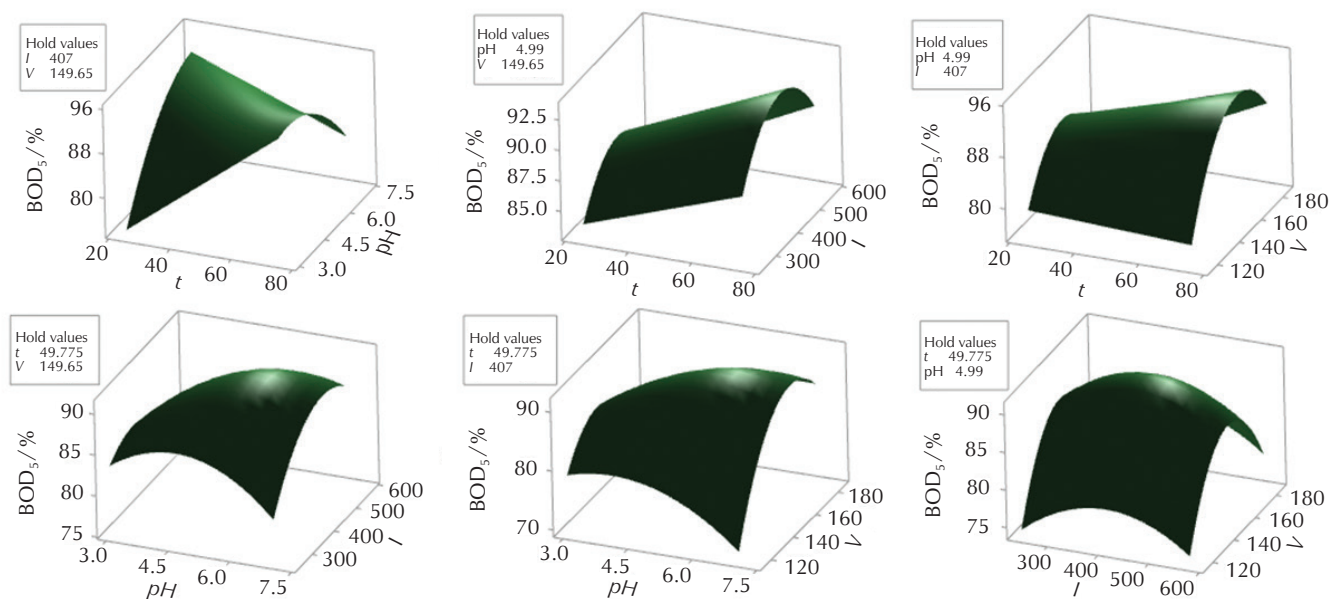 Hold values
I 407
V 149.65
BOD₅/%
96
88
80
20
40
60
80
t
3.0
4.5
6.0
7.5
pH
Hold values
pH 4.99
V 149.65
BOD₅/%
92.5
90.0
87.5
85.0
20
40
60
80
t
300
400
500
600
I
Hold values
pH 4.99
I 407
BOD₅/%
96
88
80
20
40
60
80
t
120
140
160
180
V
Hold values
t 49.775
V 149.65
BOD₅/%
90
85
80
75
3.0
4.5
6.0
7.5
pH
300
400
500
600
I
Hold values
t 49.775
I 407
BOD₅/%
90
80
70
3.0
4.5
6.0
7.5
pH
120
140
160
180
V
Hold values
t 49.775
pH 4.99
BOD₅/%
90
85
80
75
300
400
500
600
I
120
140
160
180
V